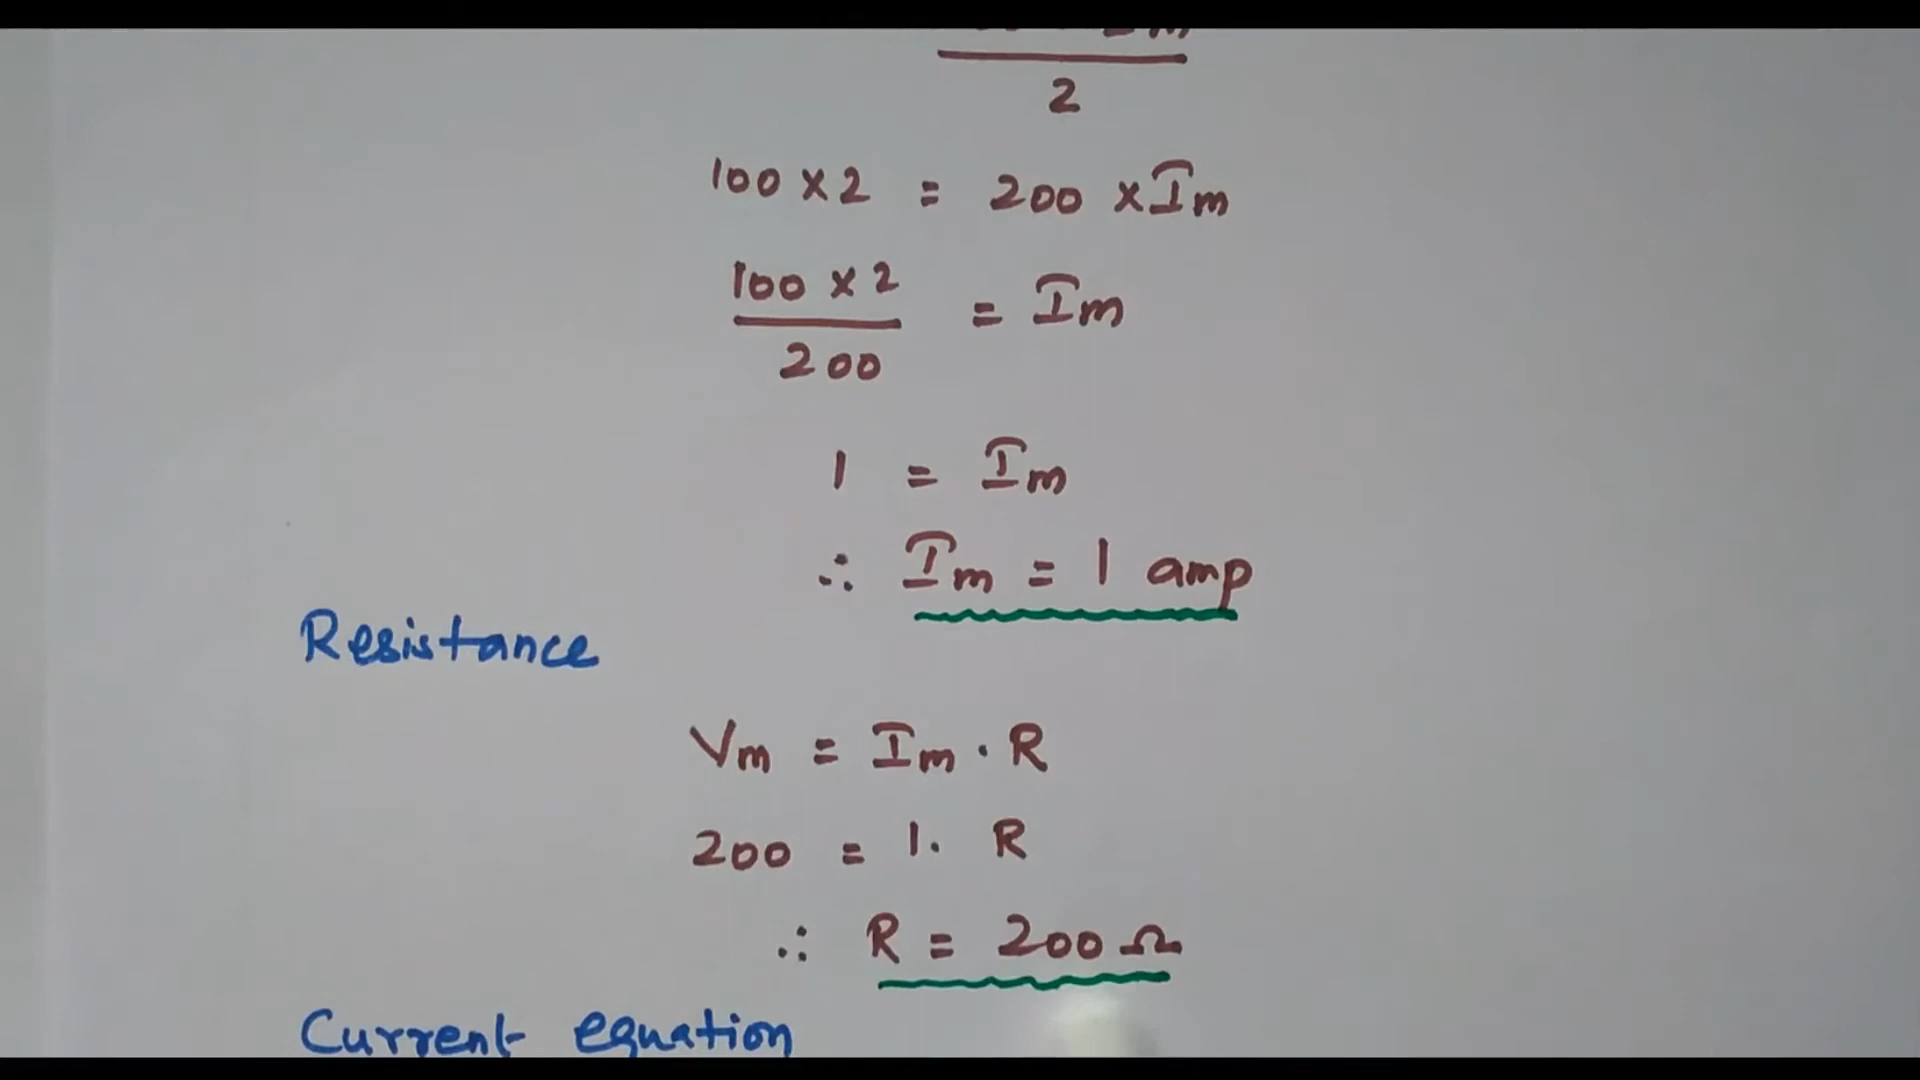 2
100 × 2 = 200 × Im
100 × 2 = Im
200
1 = Im
∴ Im = 1 amp
Resistance
Vm = Im . R
200 = 1. R
∴ R = 200 Ω
Current equation